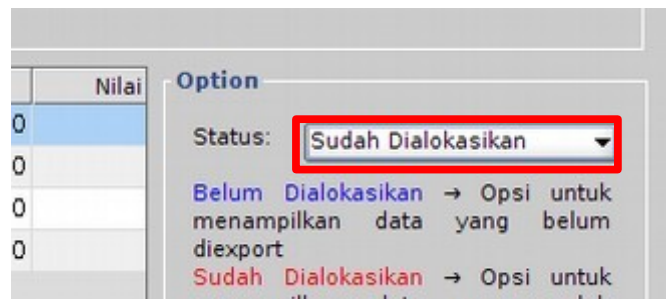 Nilai
Option
0
Status:
Sudah Dialokasikan
0
Belum Dialokasikan → Opsi untuk
0
menampilkan data yang belum
0
diexport
Sudah Dialokasikan → Opsi untuk